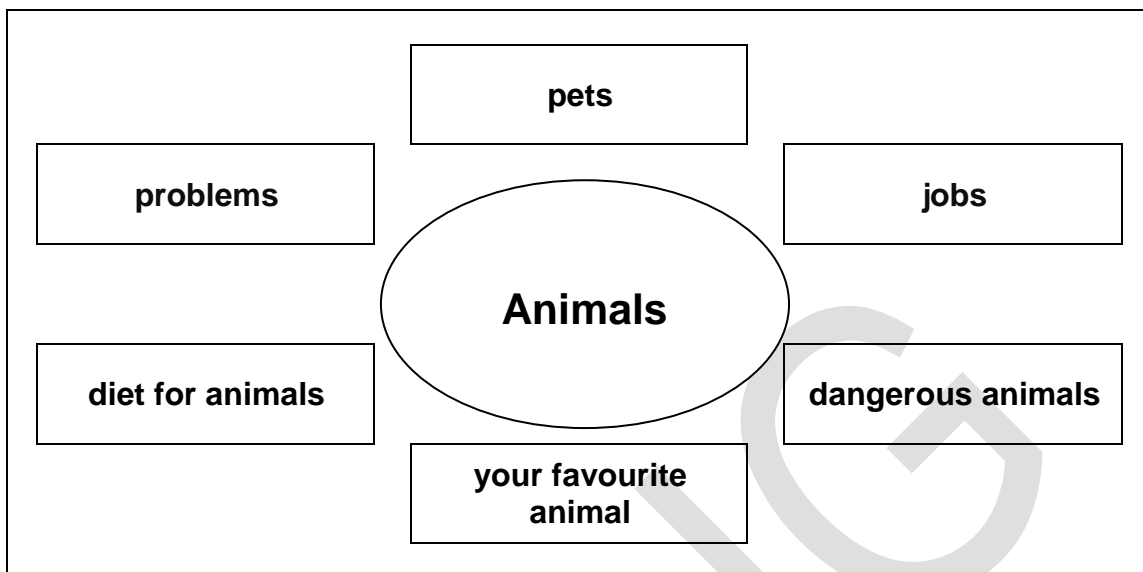 pets
problems
jobs
Animals
diet for animals
dangerous animals
your favourite
animal